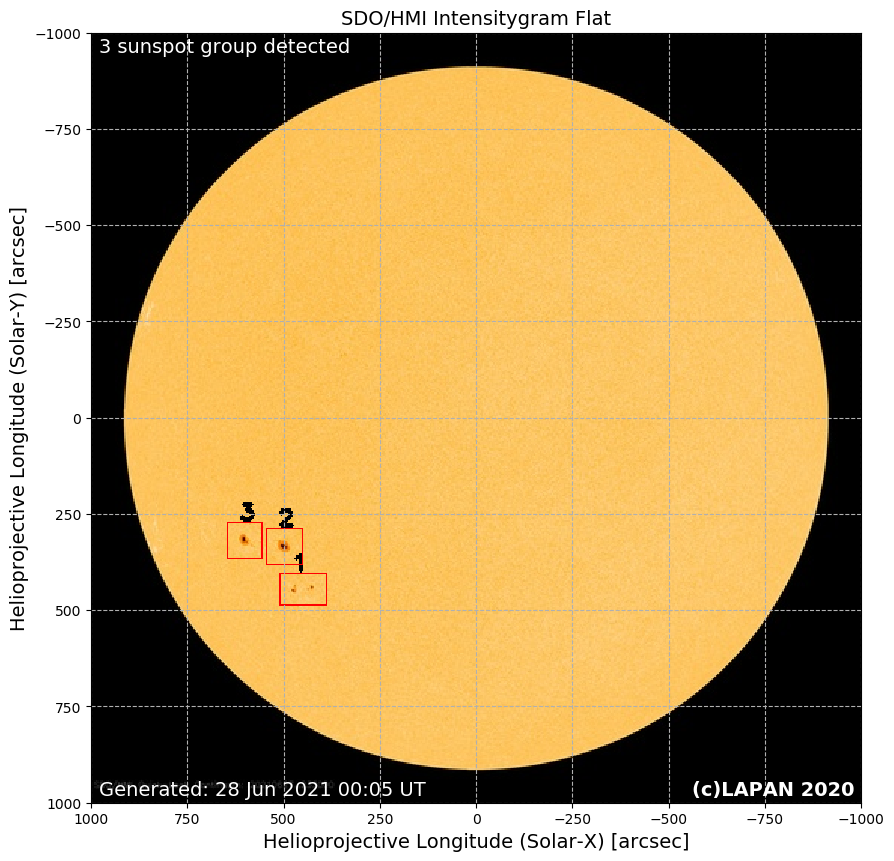 SDO/HMI Intensitygram Flat
3 sunspot group detected
Helioprojective Longitude (Solar-Y) [arcsec]
−1000
−750
−500
−250
0
250
500
750
1000
3
2
1
Generated: 28 Jun 2021 00:05 UT
(c)LAPAN 2020
1000 750 500 250 0 −250 −500 −750 −1000
Helioprojective Longitude (Solar-X) [arcsec]